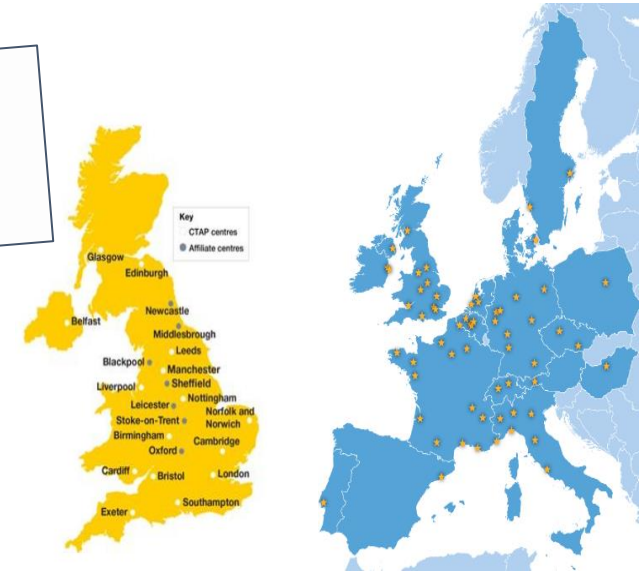 Key
CTAP centres
Affiliate centres
Glasgow
Edinburgh
Newcastle
Belfast
Middlesbrough
Leeds
Blackpool
Manchester
Sheffield
Liverpool
Nottingham
Leicester
Norfolk and
Norwich
Stoke-on-Trent
Birmingham
Cambridge
Oxford
Cardiff
Bristol
London
Southampton
Exeter